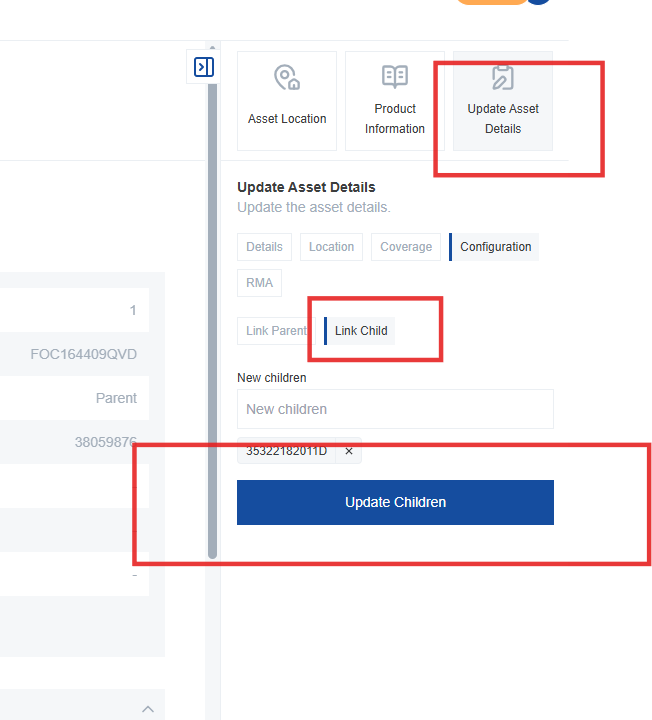 Asset Location
Product
Information
Update Asset
Details
Update Asset Details
Update the asset details.
Details
Location
Coverage
Configuration
RMA
Link Parent
Link Child
New children
New children
35322182011D ×
Update Children
1
FOC164409QVD
Parent
38059876
-